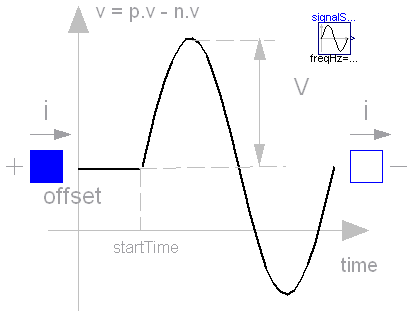 v = p.v - n.v
signalS...
freqHz=...
V
i
i
+
−
offset
startTime
time